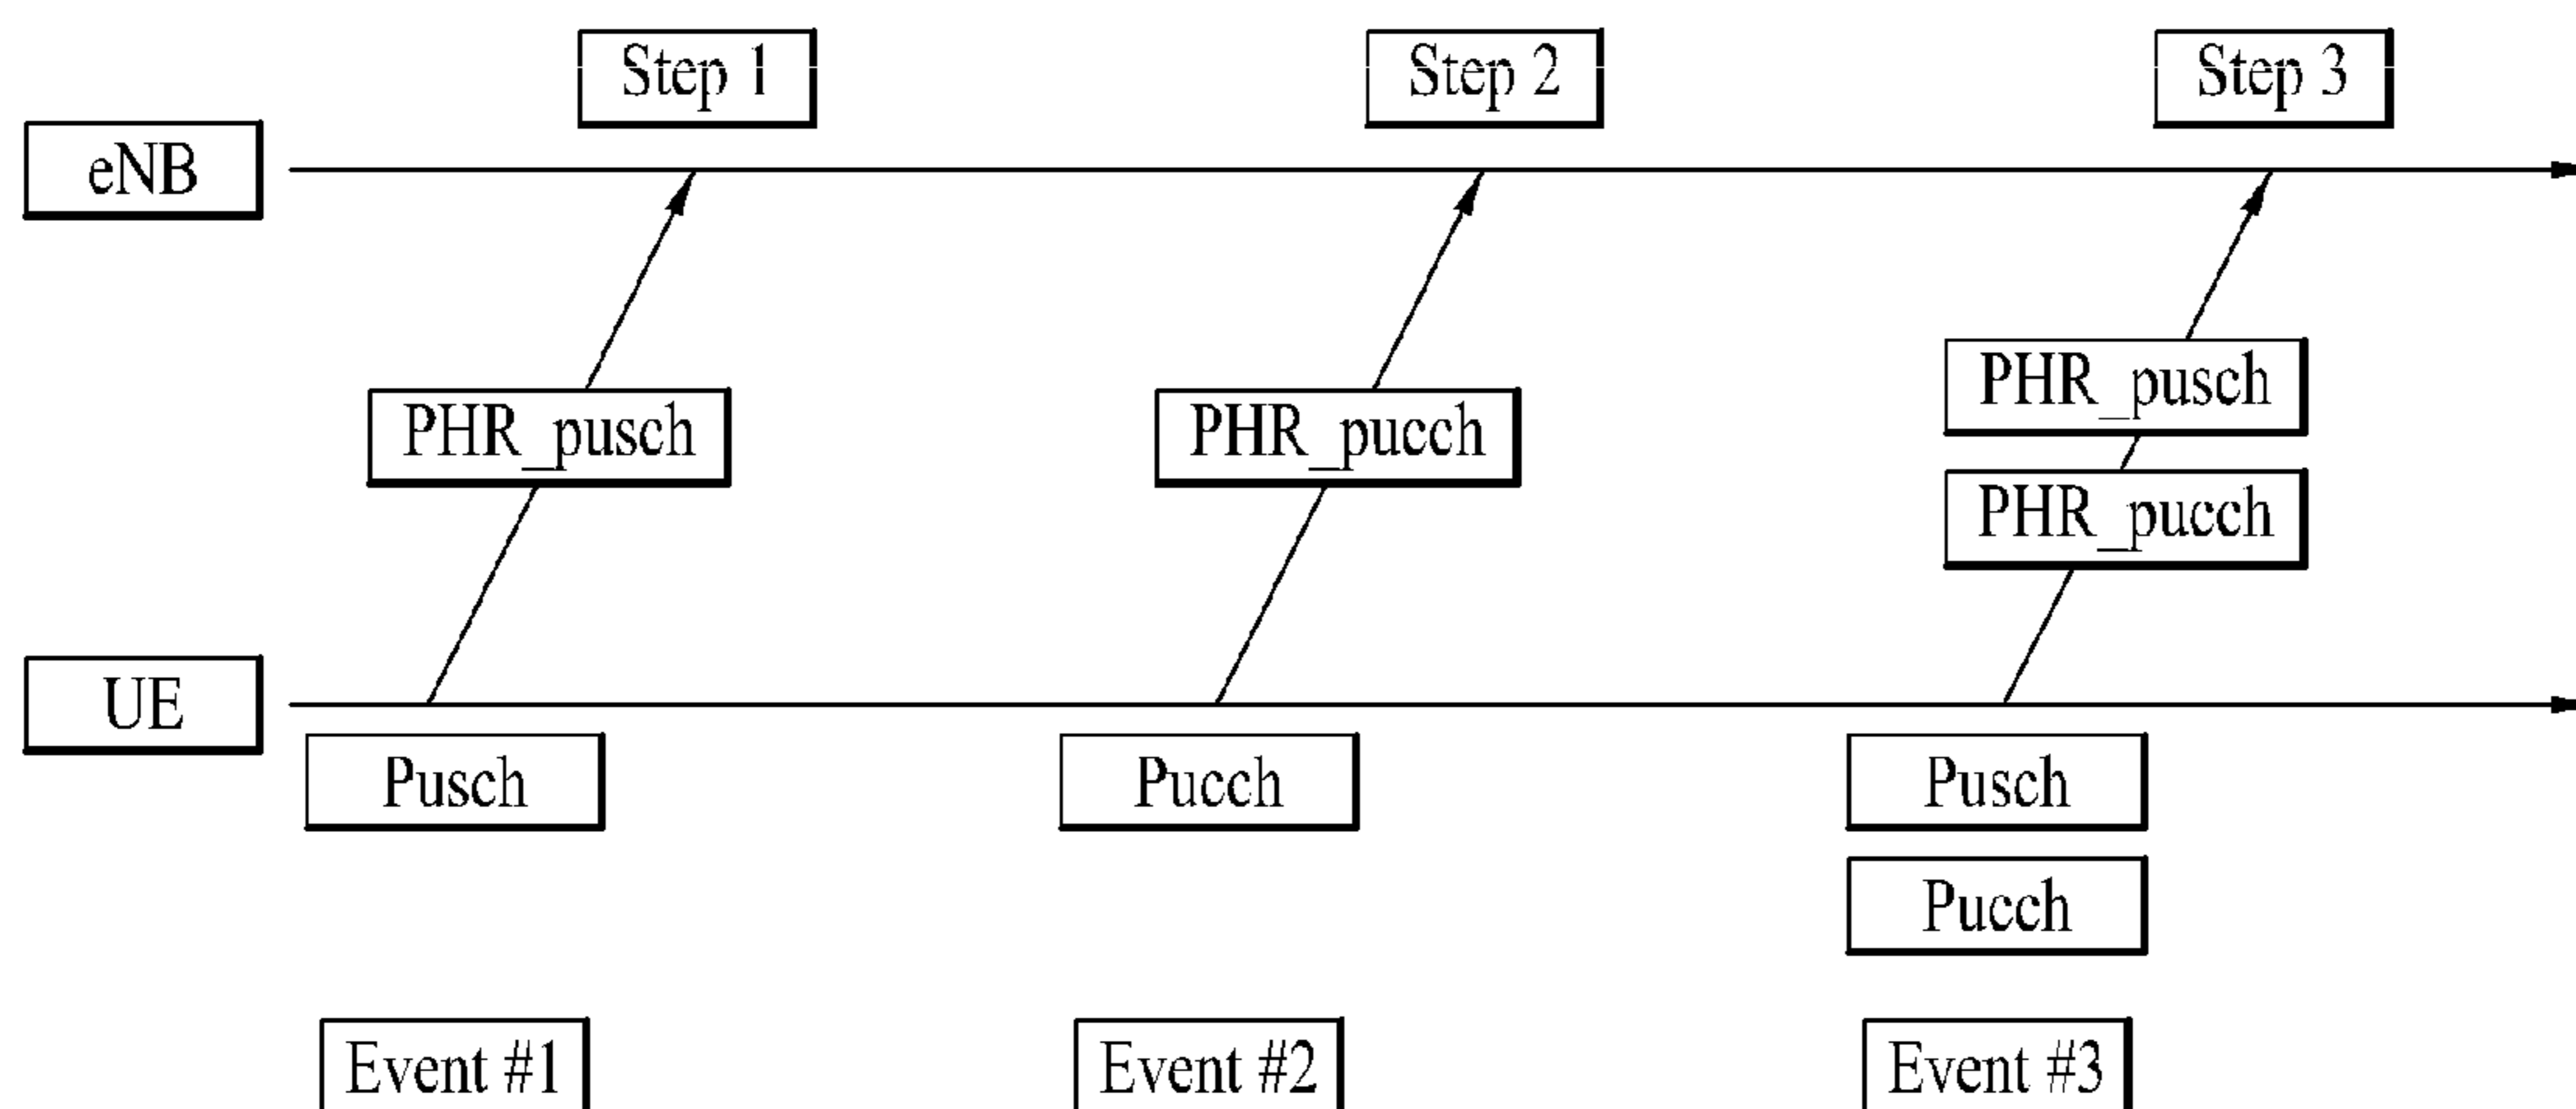 Step 1
Step 2
Step 3
eNB
PHR_pusch
PHR_pucch
PHR_pusch
PHR_pucch
UE
Pusch
Pucch
Pusch
Pucch
Event #1
Event #2
Event #3